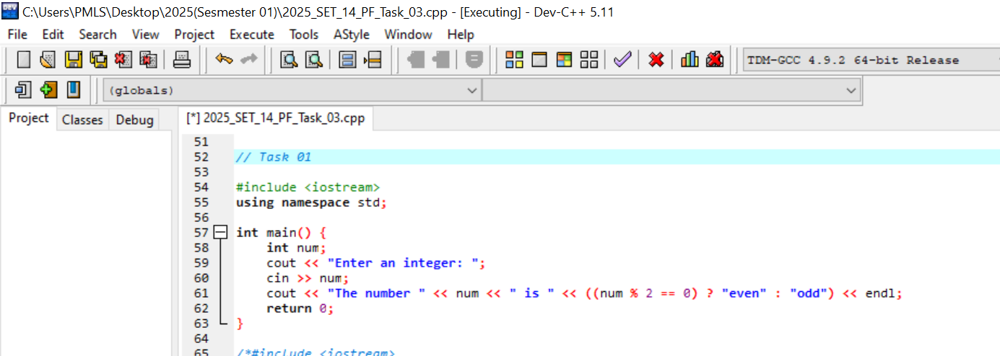 C:\Users\PMLS\Desktop\2025(Sesmester 01)\2025_SET_14_PF_Task_03.cpp - [Executing] - Dev-C++ 5.11
File Edit Search View Project Execute Tools AStyle Window Help
TDM-GCC 4.9.2 64-bit Release
(globals)
Project Classes Debug [*] 2025_SET_14_PF_Task_03.cpp
51
52 // Task 01
53
54 #include <iostream>
55 using namespace std;
56
57 int main() {
58 int num;
59 cout << "Enter an integer: ";
60 cin >> num;
61 cout << "The number " << num << " is " << ((num % 2 == 0) ? "even" : "odd") << endl;
62 return 0;
63 }
64
65 /*#include <iostream>